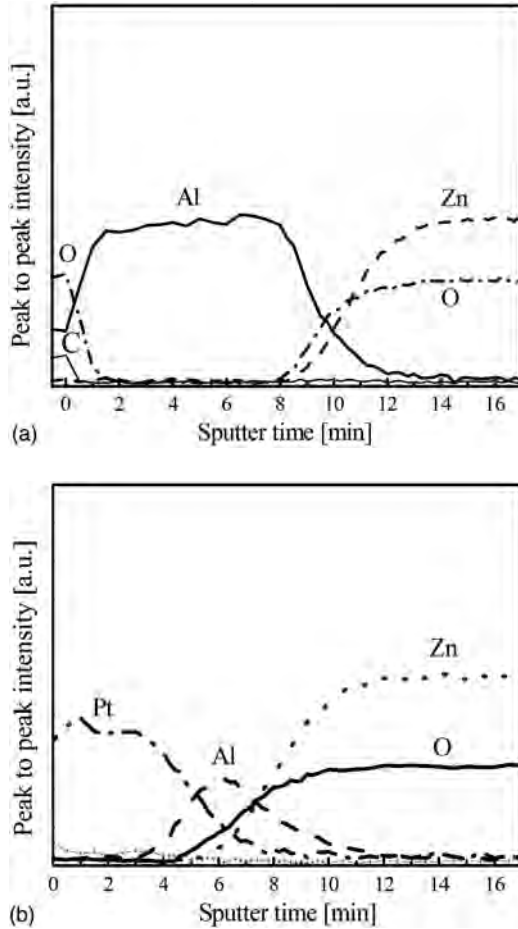 Peak to peak intensity [a.u.]
Al
Zn
O
O
C
0 2 4 6 8 10 12 14 16
(a)
Sputter time [min]
Peak to peak intensity [a.u.]
Zn
Pt
Al
O
0 2 4 6 8 10 12 14 16
(b)
Sputter time [min]